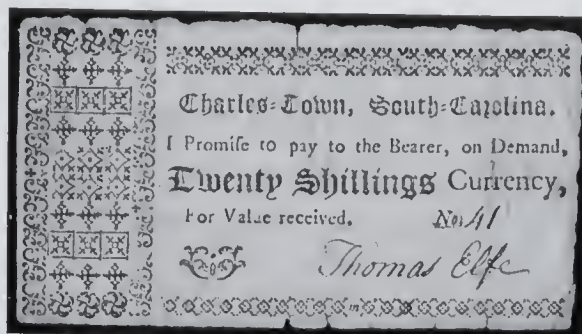 Charles-Town, South-Carolina.
I Promiſe to pay to the Bearer, on Demand,
Twenty Shillings Currency,
For Value received. No. 41
Thomas Elfe